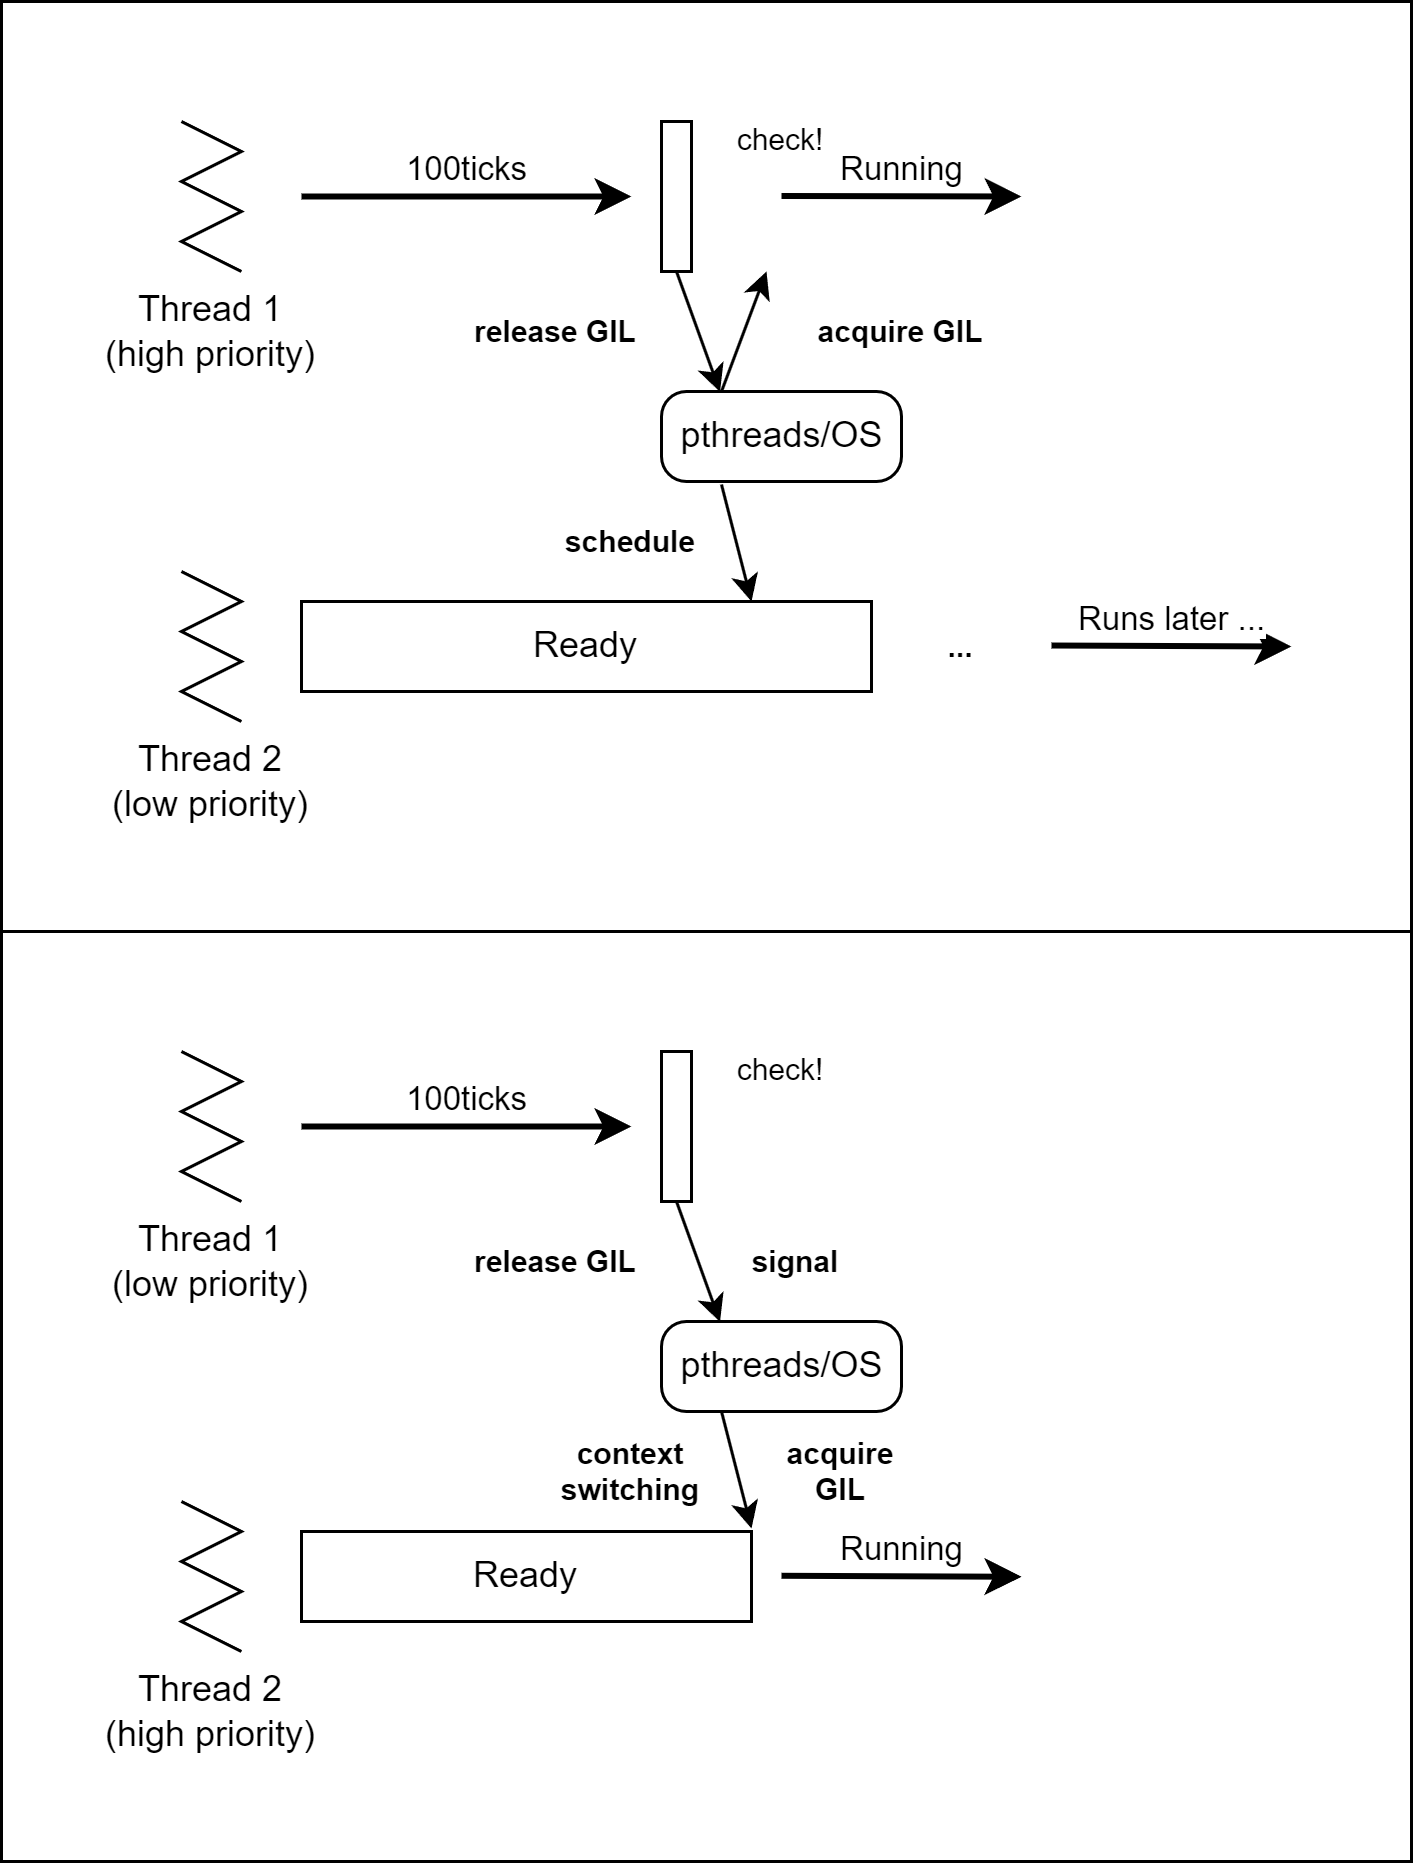 check!
100ticks
Running
Thread 1
(high priority)
release GIL
acquire GIL
pthreads/OS
schedule
Ready
...
Runs later ...
Thread 2
(low priority)
check!
100ticks
Thread 1
(low priority)
release GIL
signal
pthreads/OS
context
switching
acquire
GIL
Ready
Running
Thread 2
(high priority)